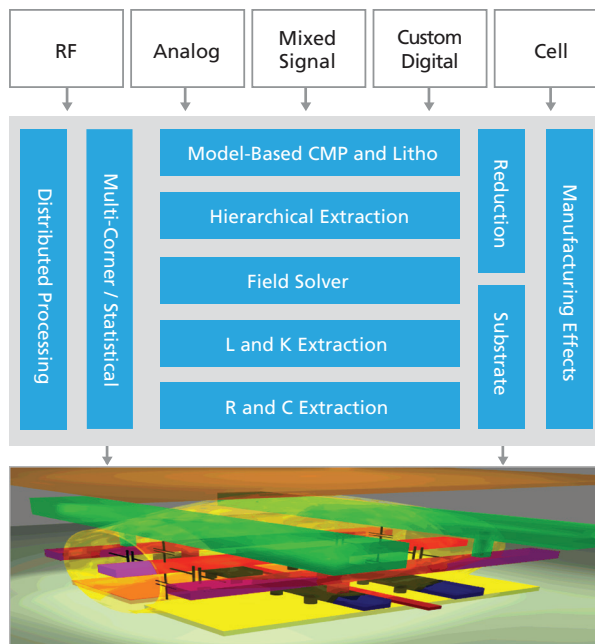 RF
Analog
Mixed
Signal
Custom
Digital
Cell
Distributed Processing
Multi-Corner / Statistical
Model-Based CMP and Litho
Hierarchical Extraction
Field Solver
L and K Extraction
R and C Extraction
Reduction
Substrate
Manufacturing Effects